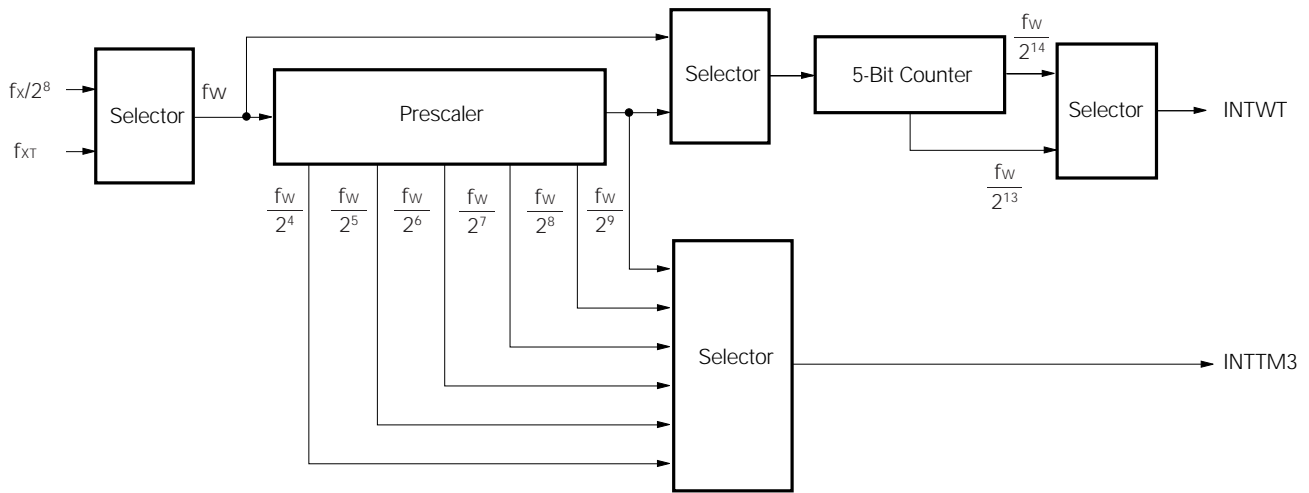 fX/2⁸
fXT
Selector
fW
Prescaler
Selector
5-Bit Counter
fW
2¹⁴
fW
2¹³
Selector
INTWT
fW
2⁴
fW
2⁵
fW
2⁶
fW
2⁷
fW
2⁸
fW
2⁹
Selector
INTTM3